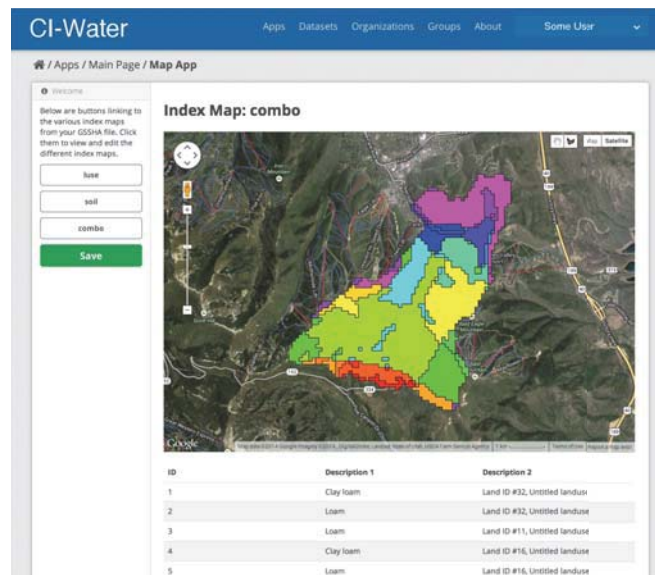 CI-Water
Apps Datasets Organizations Groups About Some User
/ Apps / Main Page / Map App
Welcome
Below are buttons linking to
the various index maps
from your GSSHA file. Click
them to view and edit the
different index maps.
luse
soil
combo
Save
Index Map: combo
Map Satellite
Google
ID Description 1 Description 2
1 Clay loam Land ID #32, Untitled landuse
2 Loam Land ID #32, Untitled landuse
3 Loam Land ID #11, Untitled landuse
4 Clay loam Land ID #16, Untitled landuse
5 Loam Land ID #16, Untitled landuse